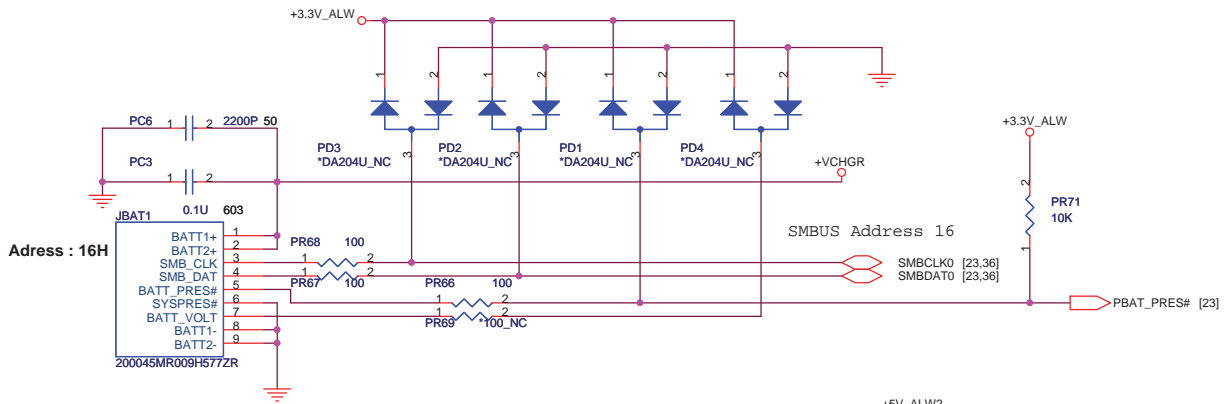 +3.3V_ALW
1 2 1 2 1 2 1 2
PC6 1 2 2200P 50
PD3 3 PD2 3 PD1 3 PD4 3
*DA204U_NC *DA204U_NC *DA204U_NC *DA204U_NC
+3.3V_ALW
PC3 1 2
+VCHGR
0.1U 603
2
PR71
10K
1
JBAT1
Adress : 16H
BATT1+ 1
BATT2+ 2
SMB_CLK 3
SMB_DAT 4
BATT_PRES# 5
SYSPRES# 6
BATT_VOLT 7
BATT1- 8
BATT2- 9
200045MR009H577ZR
PR68 100
1 2
PR67 100
1 2
PR66 100
1 2
PR69 *100_NC
1 2
SMBUS Address 16
SMBCLK0 [23,36]
SMBDAT0 [23,36]
PBAT_PRES# [23]
+5V_ALW2